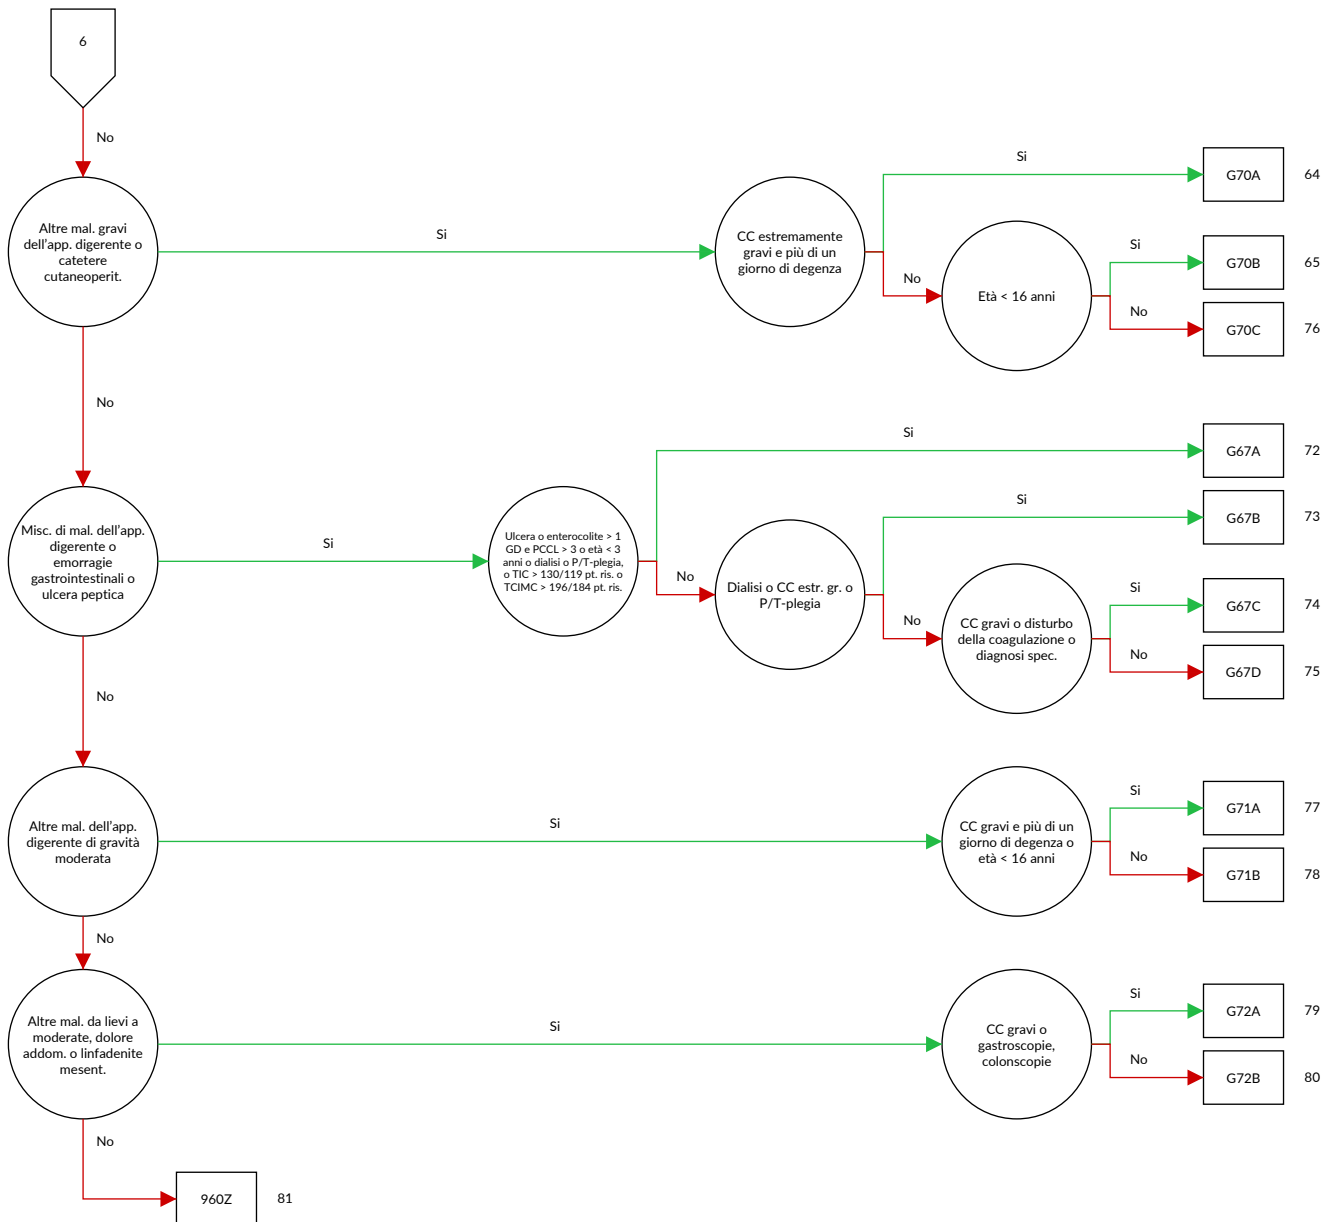 6
No
Altre mal. gravi
dell'app. digerente o
catetere
cutaneoperit.
Si
CC estremamente
gravi e più di un
giorno di degenza
Si
G70A
64
No
Età < 16 anni
Si
G70B
65
No
G70C
76
No
Misc. di mal. dell'app.
digerente o
emorragie
gastrointestinali o
ulcera peptica
Si
Ulcera o enterocolite > 1
GD e PCCL > 3 o età < 3
anni o dialisi o P/T-plegia,
o TIC > 130/119 pt. ris. o
TCIMC > 196/184 pt. ris.
Si
G67A
72
No
Dialisi o CC estr. gr. o
P/T-plegia
Si
G67B
73
No
CC gravi o disturbo
della coagulazione o
diagnosi spec.
Si
G67C
74
No
G67D
75
No
Altre mal. dell'app.
digerente di gravità
moderata
Si
CC gravi e più di un
giorno di degenza o
età < 16 anni
Si
G71A
77
No
G71B
78
No
Altre mal. da lievi a
moderate, dolore
addom. o linfadenite
mesent.
Si
CC gravi o
gastroscopie,
colonscopie
Si
G72A
79
No
G72B
80
No
960Z
81